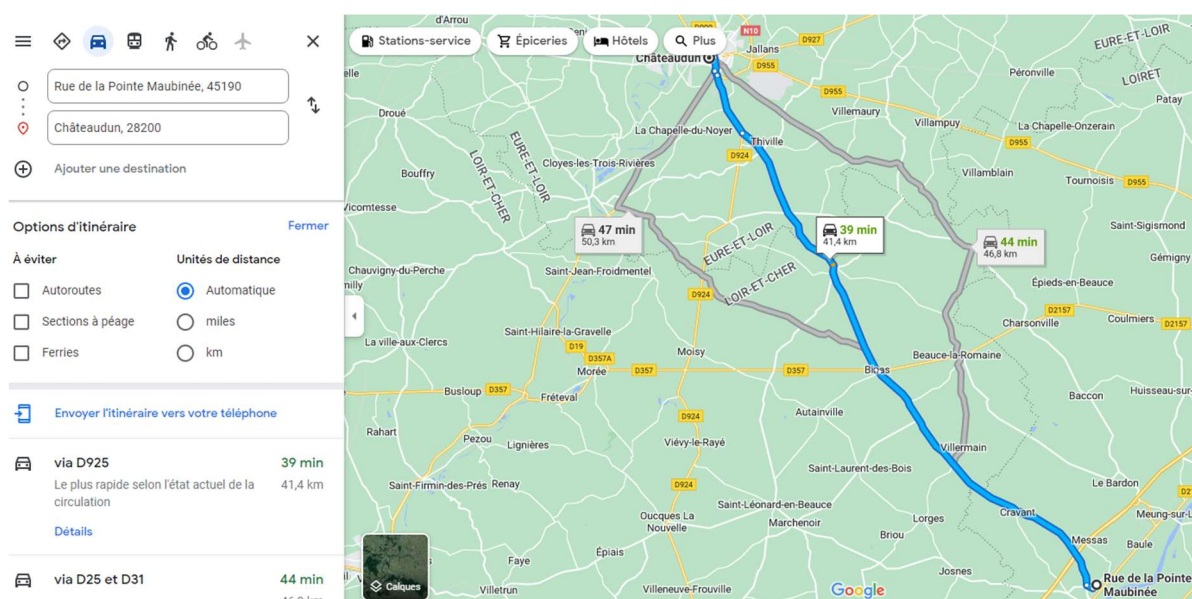 Rue de la Pointe Maubinée, 45190
Châteaudun, 28200
Ajouter une destination
Options d'itinéraire
Fermer
À éviter
Unités de distance
Autoroutes
Automatique
Sections à péage
miles
Ferries
km
Envoyer l'itinéraire vers votre téléphone
via D925
39 min
Le plus rapide selon l'état actuel de la
41,4 km
circulation
Détails
via D25 et D31
44 min
Stations-service
Épiceries
Hôtels
Plus
d'Arrou
N10
D927
EURE-ET-LOIR
Jallans
Châteaudun
D955
Péronville
LOIRET
elle
D955
Patay
Droué
Villemaury
Villampuy
La Chapelle-Onzerain
La Chapelle-du-Noyer
Thiville
D955
EURE-ET-LOIR
LOIR-ET-CHER
D924
Cloyes-les-Trois-Rivières
Bouffry
Villamblain
Tournoisis
D955
Vicomtesse
47 min
50,3 km
39 min
41,4 km
44 min
46,8 km
Saint-Sigismond
EURE-ET-LOIR
LOIR-ET-CHER
Gémigny
Chauvigny-du-Perche
Saint-Jean-Froidmentel
milly
Épieds-en-Beauce
D924
D2157
Charsonville
Coulmiers
D2157
Saint-Hilaire-la-Gravelle
La ville-aux-Clercs
D19
D357A
Moisy
Beauce-la-Romaine
Morée
D357
D357
Binas
Busloup
D357
Fréteval
Baccon
Huisseau-sur-
Autainville
D924
Rahart
Pezou
Lignières
Viévy-le-Rayé
Villermain
Saint-Laurent-des-Bois
Saint-Firmin-des-Prés
Renay
D924
Le Bardon
Saint-Léonard-en-Beauce
Oucques La
Nouvelle
Marchenoir
Lorges
Cravant
Meung-sur-L
Briou
Messas
Baule
Épiais
Faye
Josnes
Calques
Villetrun
Villeneuve-Frouville
Google
Rue de la Pointe
Maubinée